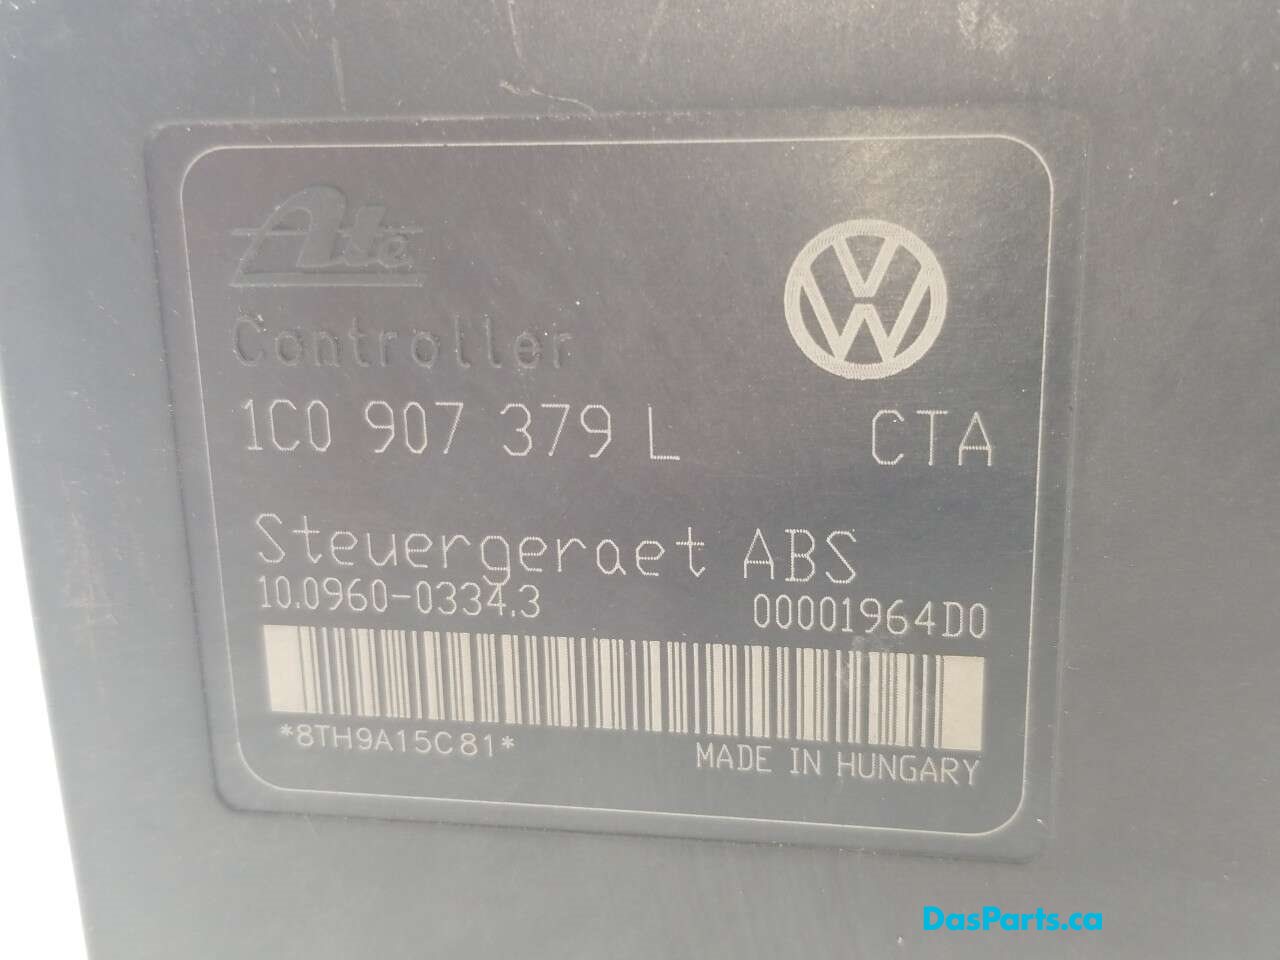 Ate
Controller
1C0 907 379 L CTA
Steuergeraet ABS
10.0960-0334.3 00001964D0
*8TH9A15C81* MADE IN HUNGARY
DasParts.ca